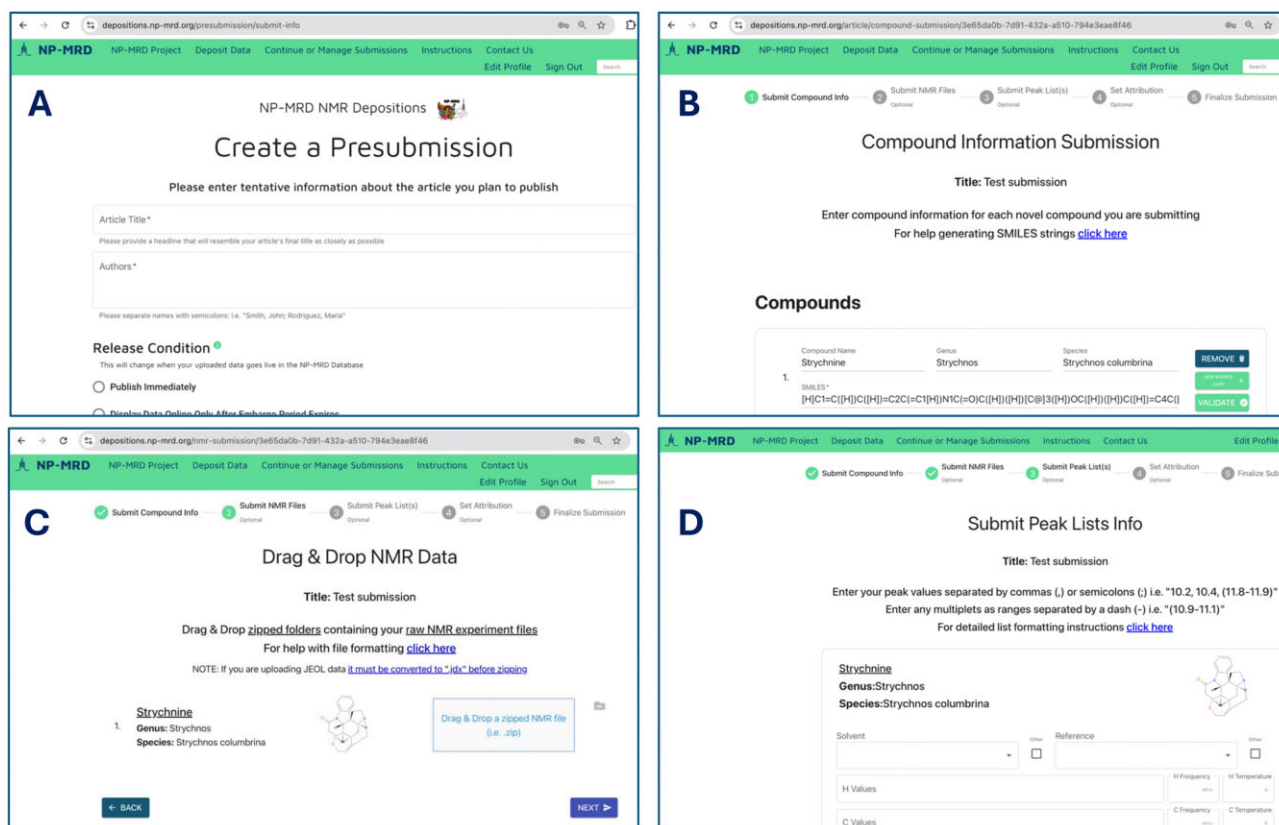 depositions.np-mrd.org/presubmission/submit-info
NP-MRD NP-MRD Project Deposit Data Continue or Manage Submissions Instructions Contact Us
Edit Profile Sign Out Search
A
NP-MRD NMR Depositions
Create a Presubmission
Please enter tentative information about the article you plan to publish
Article Title*
Please provide a headline that will resemble your article's final title as closely as possible
Authors*
Please separate names with semicolons: i.e. "Smith, John; Rodriguez, Maria"
Release Condition
This will change when your uploaded data goes live in the NP-MRD Database
Publish Immediately
Display Data Online Only After Embargo Period Expires
depositions.np-mrd.org/article/compound-submission/3e65da0b-7d91-432a-a510-794e3eae8f46
NP-MRD NP-MRD Project Deposit Data Continue or Manage Submissions Instructions Contact Us
Edit Profile Sign Out Search
B
1 Submit Compound Info 2 Submit NMR Files Optional 3 Submit Peak List(s) Optional 4 Set Attribution Optional 5 Finalize Submission
Compound Information Submission
Title: Test submission
Enter compound information for each novel compound you are submitting
For help generating SMILES strings click here
Compounds
Compound Name Genus Species
Strychnine Strychnos Strychnos columbrina REMOVE
1.
SMILES*
[H]C1=C([H])C([H])=C2C(=C1[H])N1C(=O)C([H])([H])[C@]3([H])OC([H])([H])C([H])=C4C([ VALIDATE
depositions.np-mrd.org/nmr-submission/3e65da0b-7d91-432a-a510-794e3eae8f46
NP-MRD NP-MRD Project Deposit Data Continue or Manage Submissions Instructions Contact Us
Edit Profile Sign Out Search
C
Submit Compound Info 2 Submit NMR Files Optional 3 Submit Peak List(s) Optional 4 Set Attribution Optional 5 Finalize Submission
Drag & Drop NMR Data
Title: Test submission
Drag & Drop zipped folders containing your raw NMR experiment files
For help with file formatting click here
NOTE: If you are uploading JEOL data it must be converted to ".jdx" before zipping
1. Strychnine
Genus: Strychnos
Species: Strychnos columbrina
Drag & Drop a zipped NMR file
(i.e. .zip)
← BACK NEXT
NP-MRD NP-MRD Project Deposit Data Continue or Manage Submissions Instructions Contact Us Edit Profile
D
Submit Compound Info Submit NMR Files Optional 3 Submit Peak List(s) Optional 4 Set Attribution Optional 5 Finalize Sub
Submit Peak Lists Info
Title: Test submission
Enter your peak values separated by commas (,) or semicolons (;) i.e. "10.2, 10.4, (11.8-11.9)"
Enter any multiplets as ranges separated by a dash (-) i.e. "(10.9-11.1)"
For detailed list formatting instructions click here
Strychnine
Genus:Strychnos
Species:Strychnos columbrina
Solvent Other Reference Other
H Values H Frequency MHz H Temperature K
C Values C Frequency MHz C Temperature K